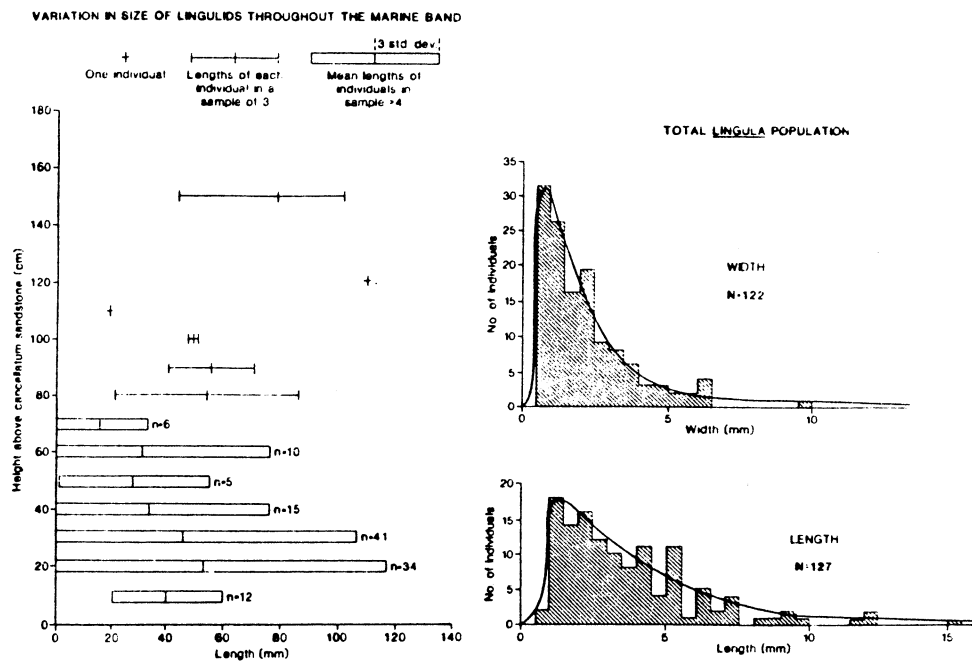 VARIATION IN SIZE OF LINGULIDS THROUGHOUT THE MARINE BAND
3 std dev.
One individual
Lengths of each
individual in a
sample of 3
Mean lengths of
individuals in
sample >4
180
160
140
120
100
80
60
40
20
0
Height above cancellatum sandstone (cm)
n=6
n=10
n=5
n=15
n=41
n=34
n=12
0 20 40 60 80 100 120 140
Length (mm)
TOTAL LINGULA POPULATION
35
30
25
20
15
10
5
0
No of Individuals
WIDTH
N=122
0 5 10
Width (mm)
20
15
10
5
0
No of Individuals
LENGTH
N=127
0 5 10 15
Length (mm)